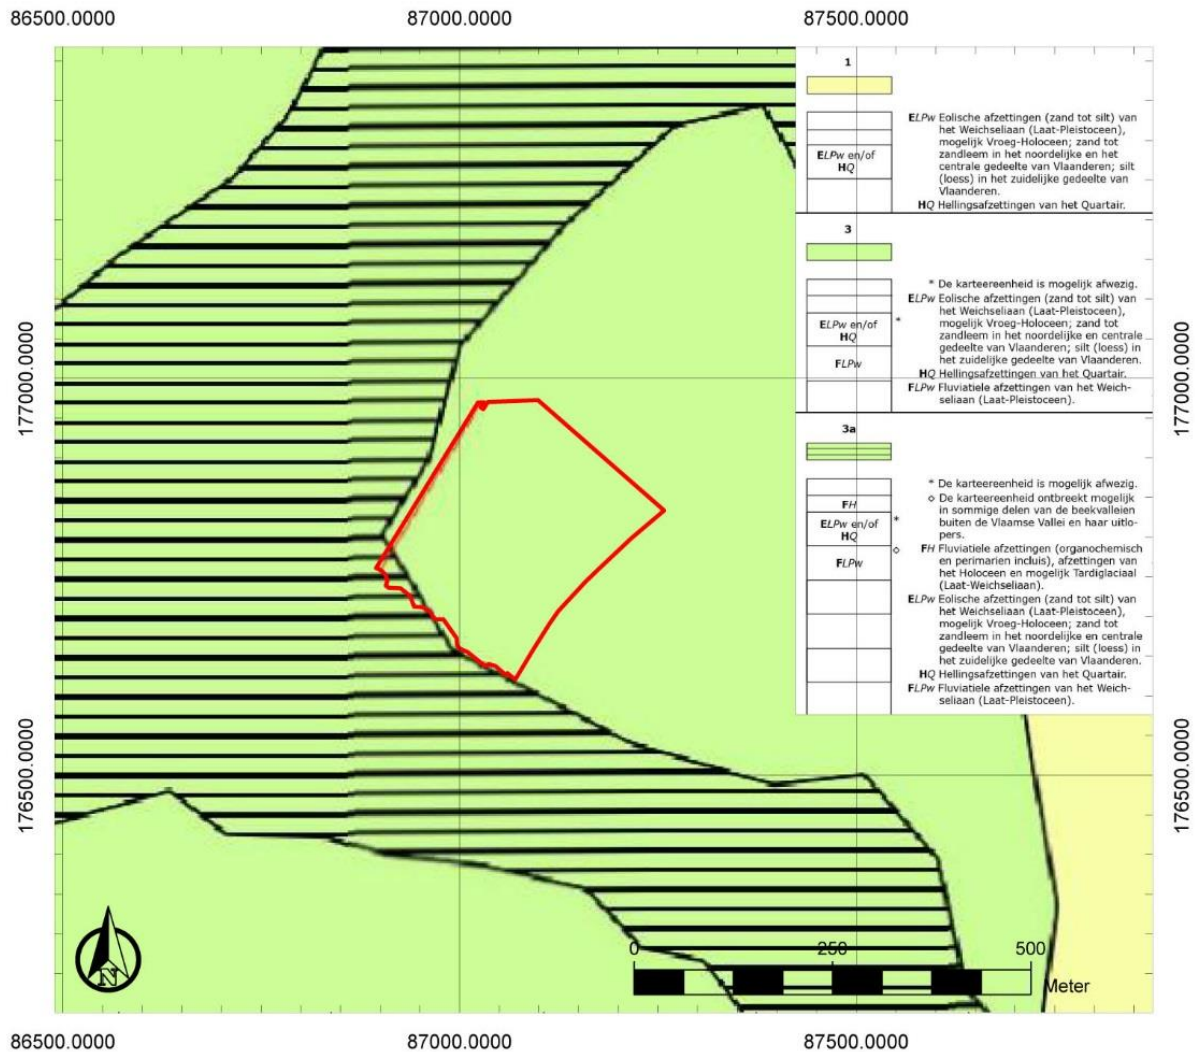 86500.0000 87000.0000 87500.0000
1
ELPw en/of
HQ
ELPw Eolische afzettingen (zand tot silt) van
het Weichseliaan (Laat-Pleistoceen),
mogelijk Vroeg-Holoceen; zand tot
zandleem in het noordelijke en het
centrale gedeelte van Vlaanderen; silt
(loess) in het zuidelijke gedeelte van
Vlaanderen.
HQ Hellingsafzettingen van het Quartair.
3
ELPw en/of
HQ
*
FLPw
* De karteereenheid is mogelijk afwezig.
ELPw Eolische afzettingen (zand tot silt) van
het Weichseliaan (Laat-Pleistoceen),
mogelijk Vroeg-Holoceen; zand tot
zandleem in het noordelijke en centrale
gedeelte van Vlaanderen; silt (loess) in
het zuidelijke gedeelte van Vlaanderen.
HQ Hellingsafzettingen van het Quartair.
FLPw Fluviatiele afzettingen van het Weich-
seliaan (Laat-Pleistoceen).
177000.0000
177000.0000
3a
FH
ELPw en/of
HQ
*
FLPw
◇
* De karteereenheid is mogelijk afwezig.
◇ De karteereenheid ontbreekt mogelijk
in sommige delen van de beekvalleien
buiten de Vlaamse Vallei en haar uitlo-
pers.
FH Fluviatiele afzettingen (organochemisch
en perimarien incluis), afzettingen van
het Holoceen en mogelijk Tardiglaciaal
(Laat-Weichseliaan).
ELPw Eolische afzettingen (zand tot silt) van
het Weichseliaan (Laat-Pleistoceen),
mogelijk Vroeg-Holoceen; zand tot
zandleem in het noordelijke en centrale
gedeelte van Vlaanderen; silt (loess) in
het zuidelijke gedeelte van Vlaanderen.
HQ Hellingsafzettingen van het Quartair.
FLPw Fluviatiele afzettingen van het Weich-
seliaan (Laat-Pleistoceen).
176500.0000
176500.0000
N
0 250 500
Meter
86500.0000 87000.0000 87500.0000